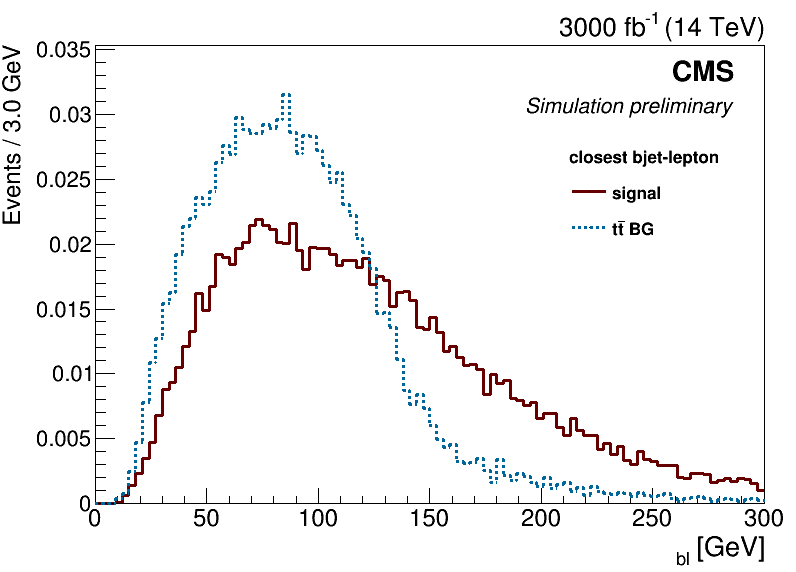 3000 fb⁻¹ (14 TeV)
Events / 3.0 GeV
0.035
0.03
0.025
0.02
0.015
0.01
0.005
0
CMS
Simulation preliminary
closest bjet-lepton
signal
tt̄ BG
0 50 100 150 200 250 300
bl [GeV]